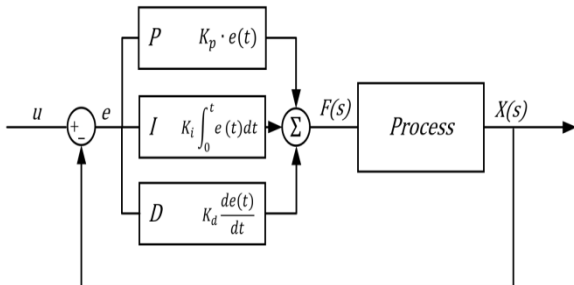 P K_p · e(t)
u
+
−
e
I K_i ∫_0^t e (t)dt
Σ
F(s)
Process
X(s)
D K_d de(t)/dt